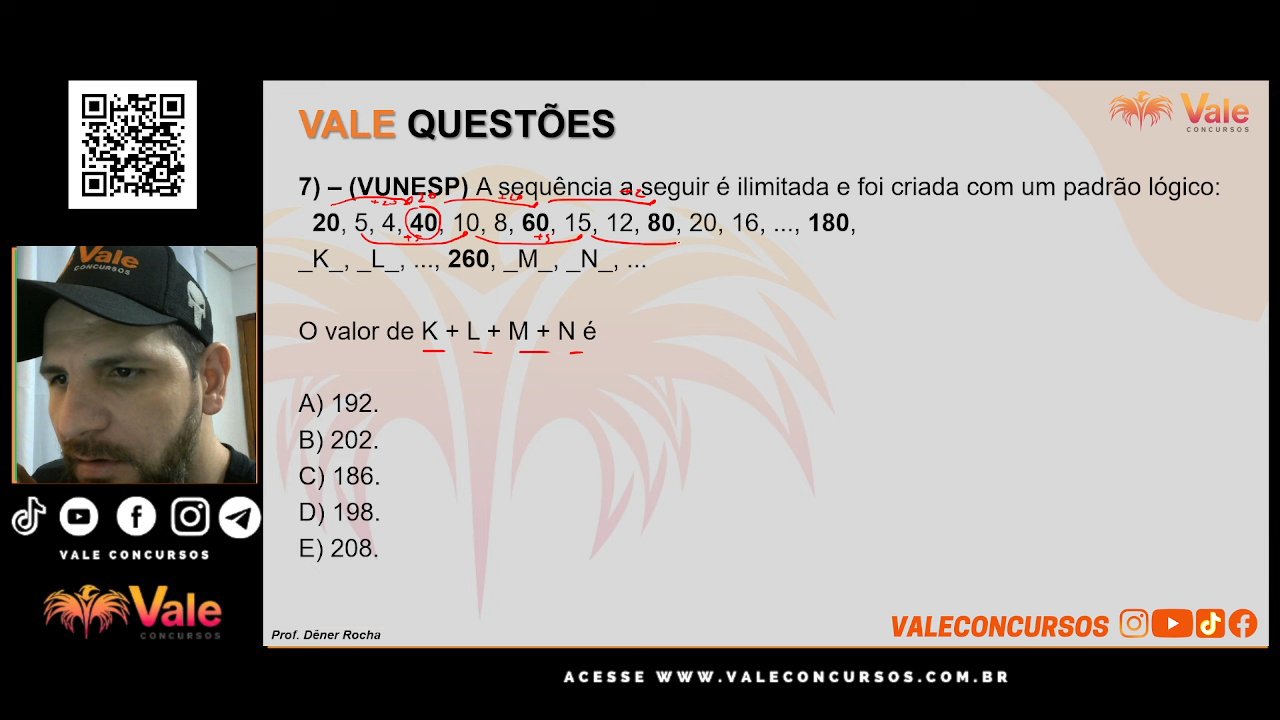 VALE QUESTÕES
Vale
CONCURSOS
7) – (VUNESP) A sequência a seguir é ilimitada e foi criada com um padrão lógico:
20, 5, 4, 40, 10, 8, 60, 15, 12, 80, 20, 16, ..., 180,
_K_, _L_, ..., 260, _M_, _N_, ...
O valor de K + L + M + N é
A) 192.
B) 202.
C) 186.
D) 198.
E) 208.
Vale
CONCURSOS
VALE CONCURSOS
Vale
CONCURSOS
Prof. Dêner Rocha
VALECONCURSOS
ACESSE WWW.VALECONCURSOS.COM.BR